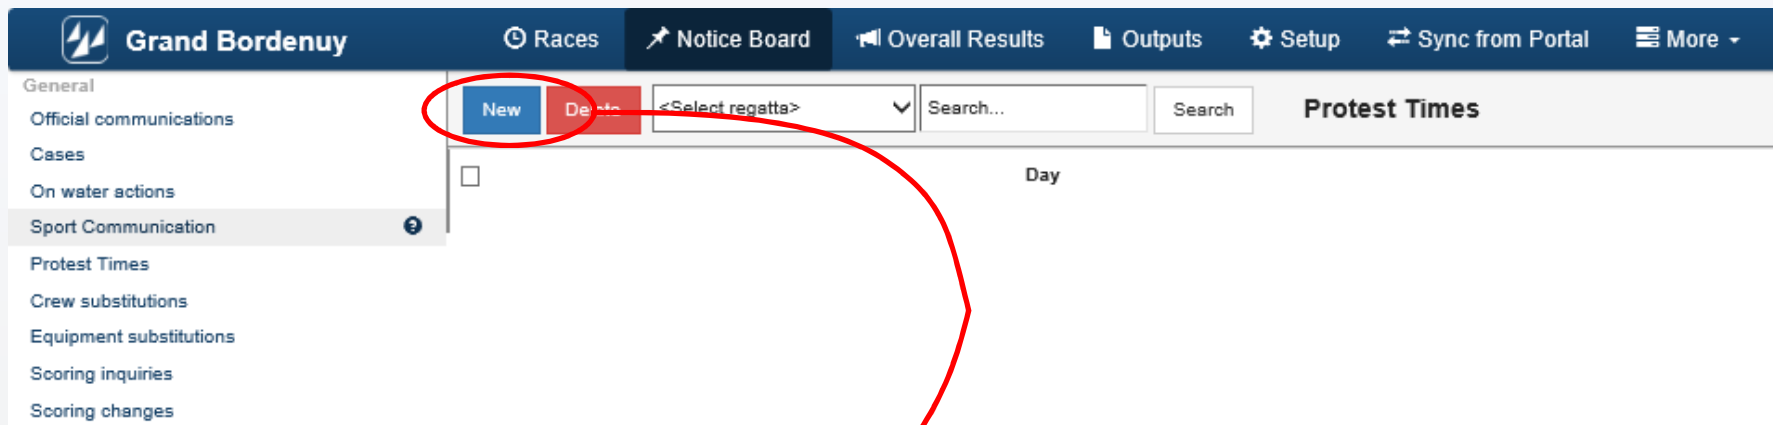 Grand Bordenuy
Races
Notice Board
Overall Results
Outputs
Setup
Sync from Portal
More
General
Official communications
Cases
On water actions
Sport Communication
Protest Times
Crew substitutions
Equipment substitutions
Scoring inquiries
Scoring changes
New
Delete
<Select regatta>
Search...
Search
Protest Times
Day